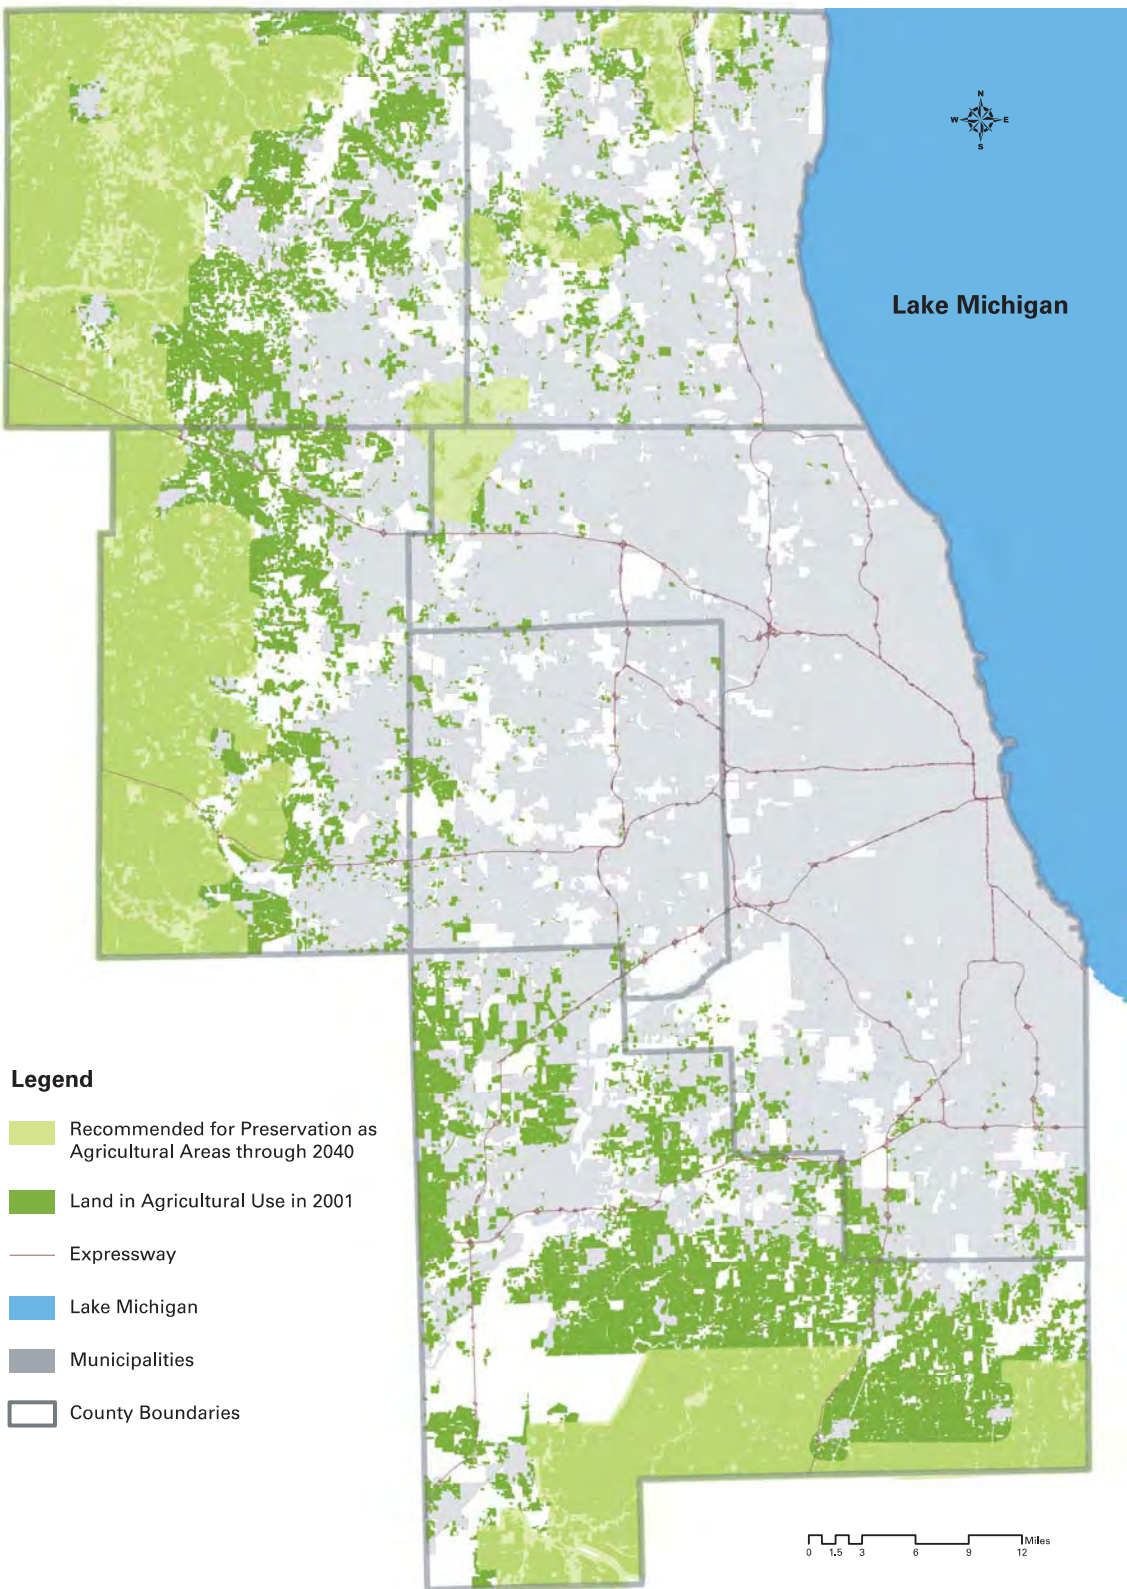 N
W E
S
Lake Michigan
Legend
Recommended for Preservation as
Agricultural Areas through 2040
Land in Agricultural Use in 2001
Expressway
Lake Michigan
Municipalities
County Boundaries
Miles
0 1.5 3 6 9 12